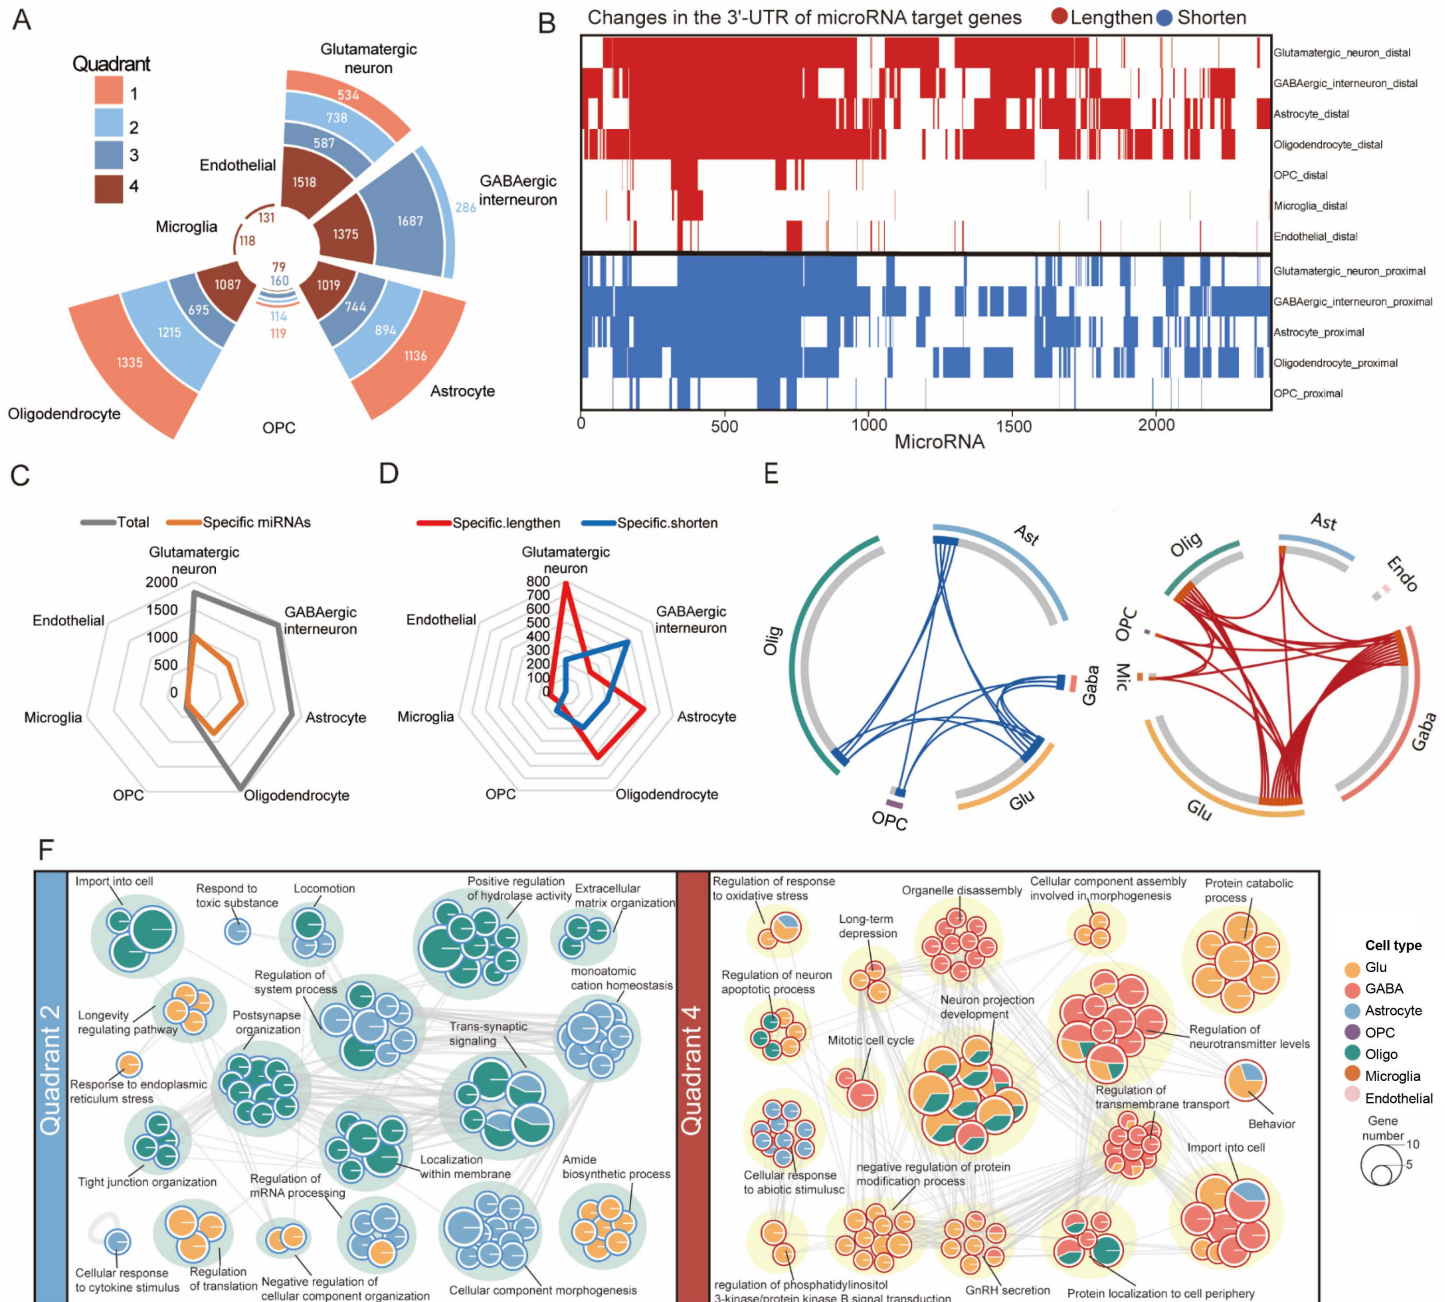 A
Quadrant
1
2
3
4
Glutamatergic
neuron
534
738
587
1518
Endothelial
131
Microglia
118
GABAergic
interneuron
286
1687
1375
79
160
114
119
1019
744
894
1136
Astrocyte
1087
695
1215
1335
Oligodendrocyte
OPC
B
Changes in the 3'-UTR of microRNA target genes
Lengthen
Shorten
Glutamatergic_neuron_distal
GABAergic_interneuron_distal
Astrocyte_distal
Oligodendrocyte_distal
OPC_distal
Microglia_distal
Endothelial_distal
Glutamatergic_neuron_proximal
GABAergic_interneuron_proximal
Astrocyte_proximal
Oligodendrocyte_proximal
OPC_proximal
0
500
1000
1500
2000
MicroRNA
C
Total
Specific miRNAs
Glutamatergic
neuron
2000
1500
1000
500
0
Endothelial
GABAergic
interneuron
Microglia
Astrocyte
OPC
Oligodendrocyte
D
Specific.lengthen
Specific.shorten
Glutamatergic
neuron
800
700
600
500
400
300
200
100
0
Endothelial
GABAergic
interneuron
Microglia
Astrocyte
OPC
Oligodendrocyte
E
Ast
Olig
Gaba
Glu
OPC
Ast
Olig
Endo
OPC
Mic
Gaba
Glu
F
Quadrant 2
Import into cell
Respond to
toxic substance
Locomotion
Positive regulation
of hydrolase activity
Extracellular
matrix organization
Regulation of
system process
monoatomic
cation homeostasis
Longevity
regulating pathway
Postsynapse
organization
Trans-synaptic
signaling
Response to endoplasmic
reticulum stress
Tight junction organization
Regulation of
mRNA processing
Localization
within membrane
Amide
biosynthetic process
Cellular response
to cytokine stimulus
Regulation
of translation
Negative regulation of
cellular component organization
Cellular component morphogenesis
Quadrant 4
Regulation of response
to oxidative stress
Long-term
depression
Organelle disassembly
Cellular component assembly
involved in morphogenesis
Protein catabolic
process
Regulation of neuron
apoptotic process
Neuron projection
development
Mitotic cell cycle
Regulation of
neurotransmitter levels
Regulation of
transmembrane transport
Behavior
Cellular response
to abiotic stimulusc
negative regulation of protein
modification process
Import into cell
regulation of phosphatidylinositol
3-kinase/protein kinase B signal transduction
GnRH secretion
Protein localization to cell periphery
Cell type
Glu
GABA
Astrocyte
OPC
Oligo
Microglia
Endothelial
Gene
number
10
5